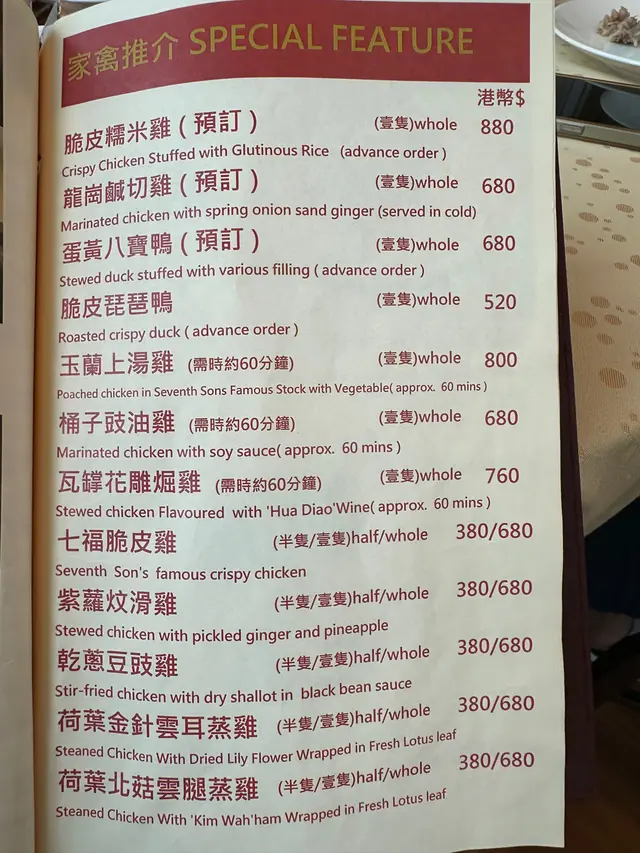 家禽推介 SPECIAL FEATURE
港幣$
脆皮糯米雞 ( 預訂 ) (壹隻)whole 880
Crispy Chicken Stuffed with Glutinous Rice (advance order )
龍崗鹹切雞 ( 預訂 ) (壹隻)whole 680
Marinated chicken with spring onion sand ginger (served in cold)
蛋黃八寶鴨 ( 預訂 ) (壹隻)whole 680
Stewed duck stuffed with various filling ( advance order )
脆皮琵琶鴨 (壹隻)whole 520
Roasted crispy duck ( advance order )
玉蘭上湯雞 (需時約60分鐘) (壹隻)whole 800
Poached chicken in Seventh Sons Famous Stock with Vegetable( approx. 60 mins )
桶子豉油雞 (需時約60分鐘) (壹隻)whole 680
Marinated chicken with soy sauce( approx. 60 mins )
瓦罉花雕焗雞 (需時約60分鐘) (壹隻)whole 760
Stewed chicken Flavoured with 'Hua Diao'Wine( approx. 60 mins )
七福脆皮雞 (半隻/壹隻)half/whole 380/680
Seventh Son's famous crispy chicken
紫蘿炆滑雞 (半隻/壹隻)half/whole 380/680
Stewed chicken with pickled ginger and pineapple
乾蔥豆豉雞 (半隻/壹隻)half/whole 380/680
Stir-fried chicken with dry shallot in black bean sauce
荷葉金針雲耳蒸雞 (半隻/壹隻)half/whole 380/680
Steaned Chicken With Dried Lily Flower Wrapped in Fresh Lotus leaf
荷葉北菇雲腿蒸雞 (半隻/壹隻)half/whole 380/680
Steaned Chicken With 'Kim Wah'ham Wrapped in Fresh Lotus leaf